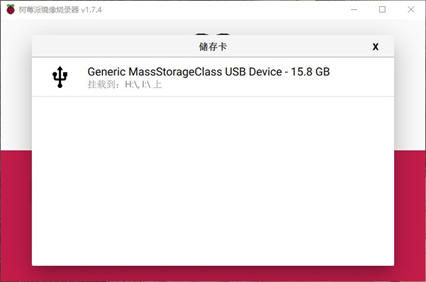 树莓派镜像烧录器 v1.7.4
储存卡
X
Generic MassStorageClass USB Device - 15.8 GB
挂载到：H:\, I:\ 上